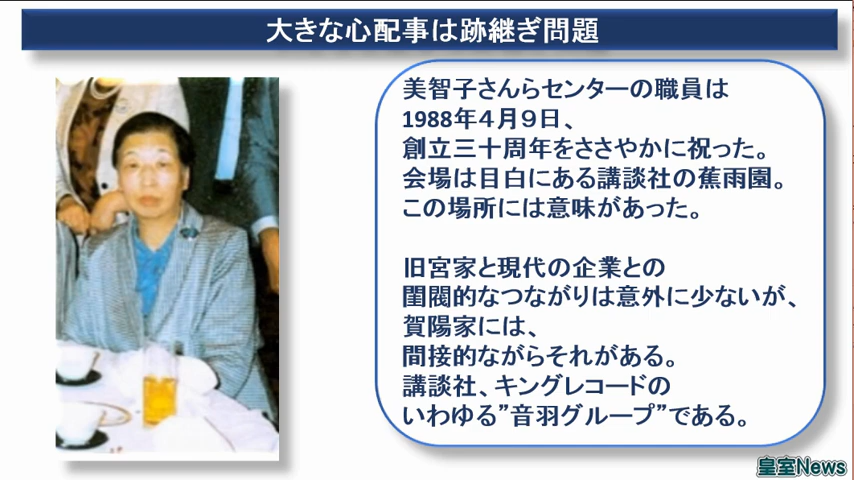 大きな心配事は跡継ぎ問題
美智子さんらセンターの職員は
1988年４月９日、
創立三十周年をささやかに祝った。
会場は目白にある講談社の蕉雨園。
この場所には意味があった。
旧宮家と現代の企業との
閨閥的なつながりは意外に少ないが、
賀陽家には、
間接的ながらそれがある。
講談社、キングレコードの
いわゆる”音羽グループ”である。
皇室News